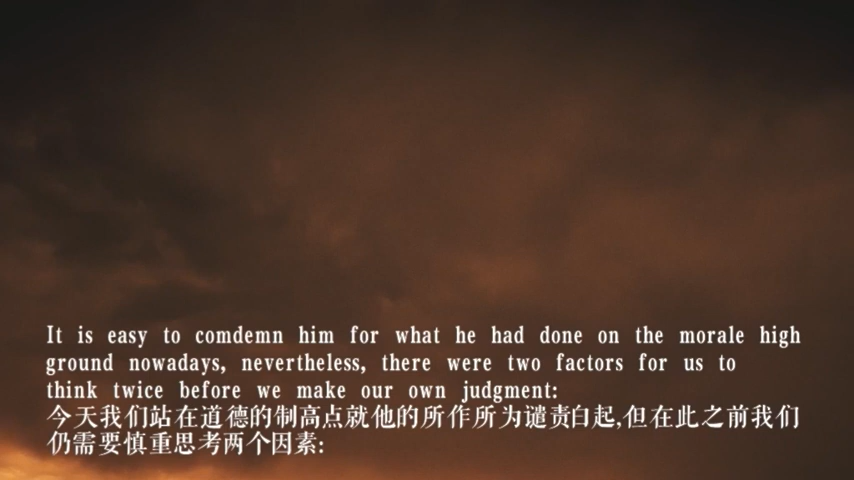 It is easy to comdemn him for what he had done on the morale high
ground nowadays, nevertheless, there were two factors for us to
think twice before we make our own judgment:
今天我们站在道德的制高点就他的所作所为谴责白起,但在此之前我们
仍需要慎重思考两个因素: